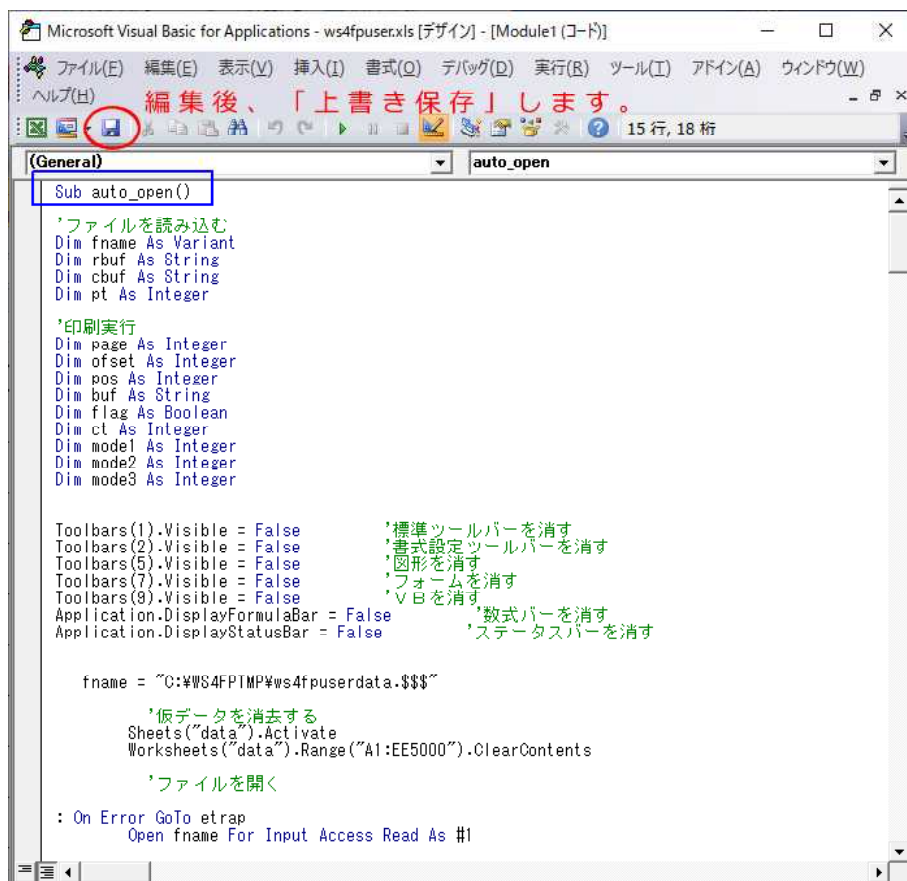 Microsoft Visual Basic for Applications - ws4fpuser.xls [デザイン] - [Module1 (コード)]
ファイル(F) 編集(E) 表示(V) 挿入(I) 書式(O) デバッグ(D) 実行(R) ツール(T) アドイン(A) ウィンドウ(W)
ヘルプ(H)
編集後、「上書き保存」します。
15 行, 18 桁
(General) auto_open
Sub auto_open()
'ファイルを読み込む
Dim fname As Variant
Dim rbuf As String
Dim cbuf As String
Dim pt As Integer
'印刷実行
Dim page As Integer
Dim ofset As Integer
Dim pos As Integer
Dim buf As String
Dim flag As Boolean
Dim ct As Integer
Dim mode1 As Integer
Dim mode2 As Integer
Dim mode3 As Integer
Toolbars(1).Visible = False '標準ツールバーを消す
Toolbars(2).Visible = False '書式設定ツールバーを消す
Toolbars(5).Visible = False '図形を消す
Toolbars(7).Visible = False 'フォームを消す
Toolbars(9).Visible = False 'ＶＢを消す
Application.DisplayFormulaBar = False '数式バーを消す
Application.DisplayStatusBar = False 'ステータスバーを消す
fname = "C:¥WS4FPTMP¥ws4fpuserdata.$$$"
'仮データを消去する
Sheets("data").Activate
Worksheets("data").Range("A1:EE5000").ClearContents
'ファイルを開く
: On Error GoTo etrap
Open fname For Input Access Read As #1